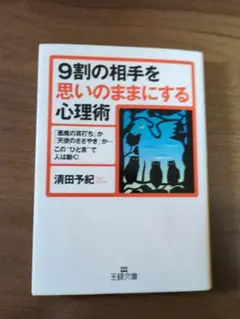 9割の相手を
思いのままにする
心理術
「悪魔の耳打ち」か
「天使のささやき」か…
この“ひと言”で
人は動く!
清田予紀
王様文庫